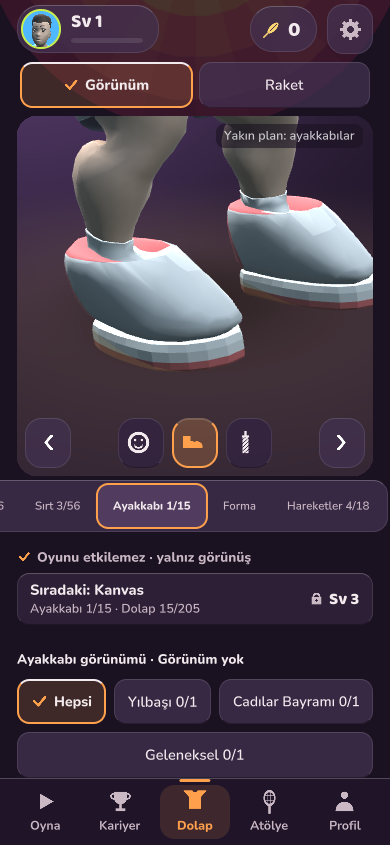 Sv 1
0
Görünüm
Raket
Yakın plan: ayakkabılar
6
Sırt 3/56
Ayakkabı 1/15
Forma
Hareketler 4/18
Oyunu etkilemez · yalnız görünüş
Sıradaki: Kanvas
Ayakkabı 1/15 · Dolap 15/205
Sv 3
Ayakkabı görünümü · Görünüm yok
Hepsi
Yılbaşı 0/1
Cadılar Bayramı 0/1
Geleneksel 0/1
Oyna
Kariyer
Dolap
Atölye
Profil